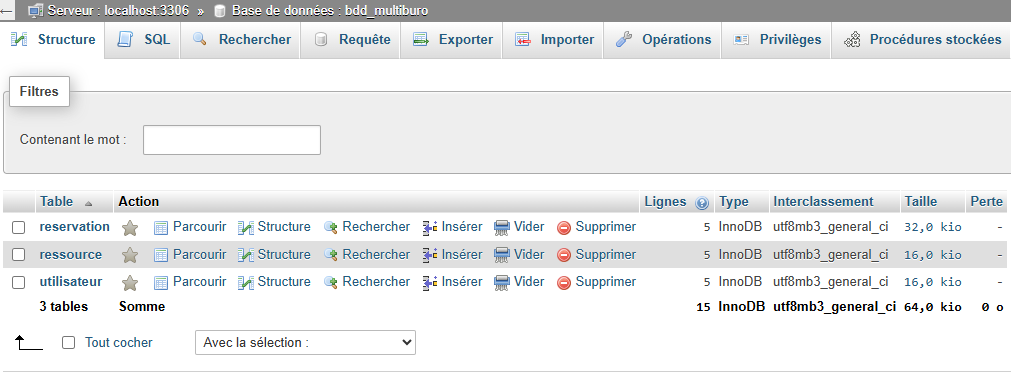 Serveur : localhost:3306 » Base de données : bdd_multiburo
Structure SQL Rechercher Requête Exporter Importer Opérations Privilèges Procédures stockées
Filtres
Contenant le mot :
Table Action Lignes Type Interclassement Taille Perte
reservation Parcourir Structure Rechercher Insérer Vider Supprimer 5 InnoDB utf8mb3_general_ci 32,0 kio -
ressource Parcourir Structure Rechercher Insérer Vider Supprimer 5 InnoDB utf8mb3_general_ci 16,0 kio -
utilisateur Parcourir Structure Rechercher Insérer Vider Supprimer 5 InnoDB utf8mb3_general_ci 16,0 kio -
3 tables Somme 15 InnoDB utf8mb3_general_ci 64,0 kio 0 o
Tout cocher Avec la sélection :